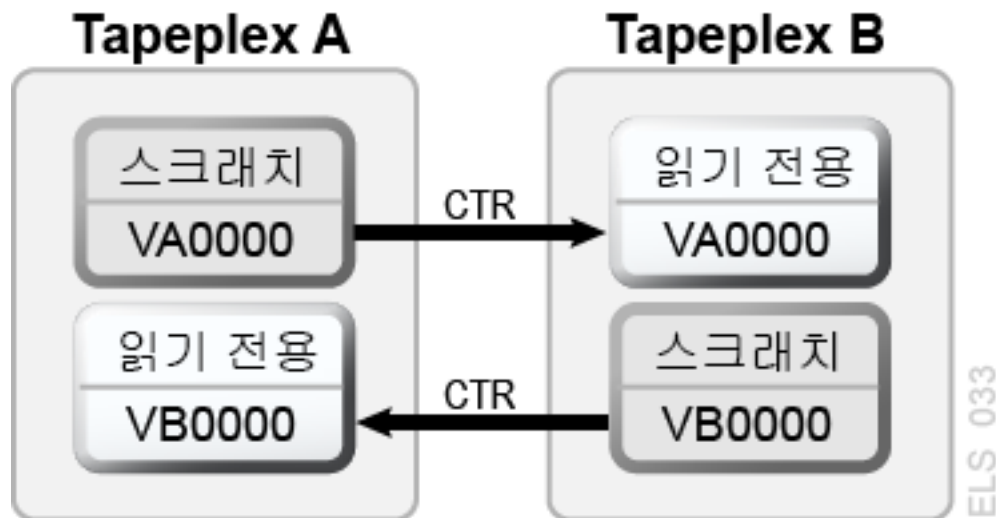 Tapeplex A
Tapeplex B
스크래치
VA0000
CTR
읽기 전용
VA0000
읽기 전용
VB0000
CTR
스크래치
VB0000
ELS 033